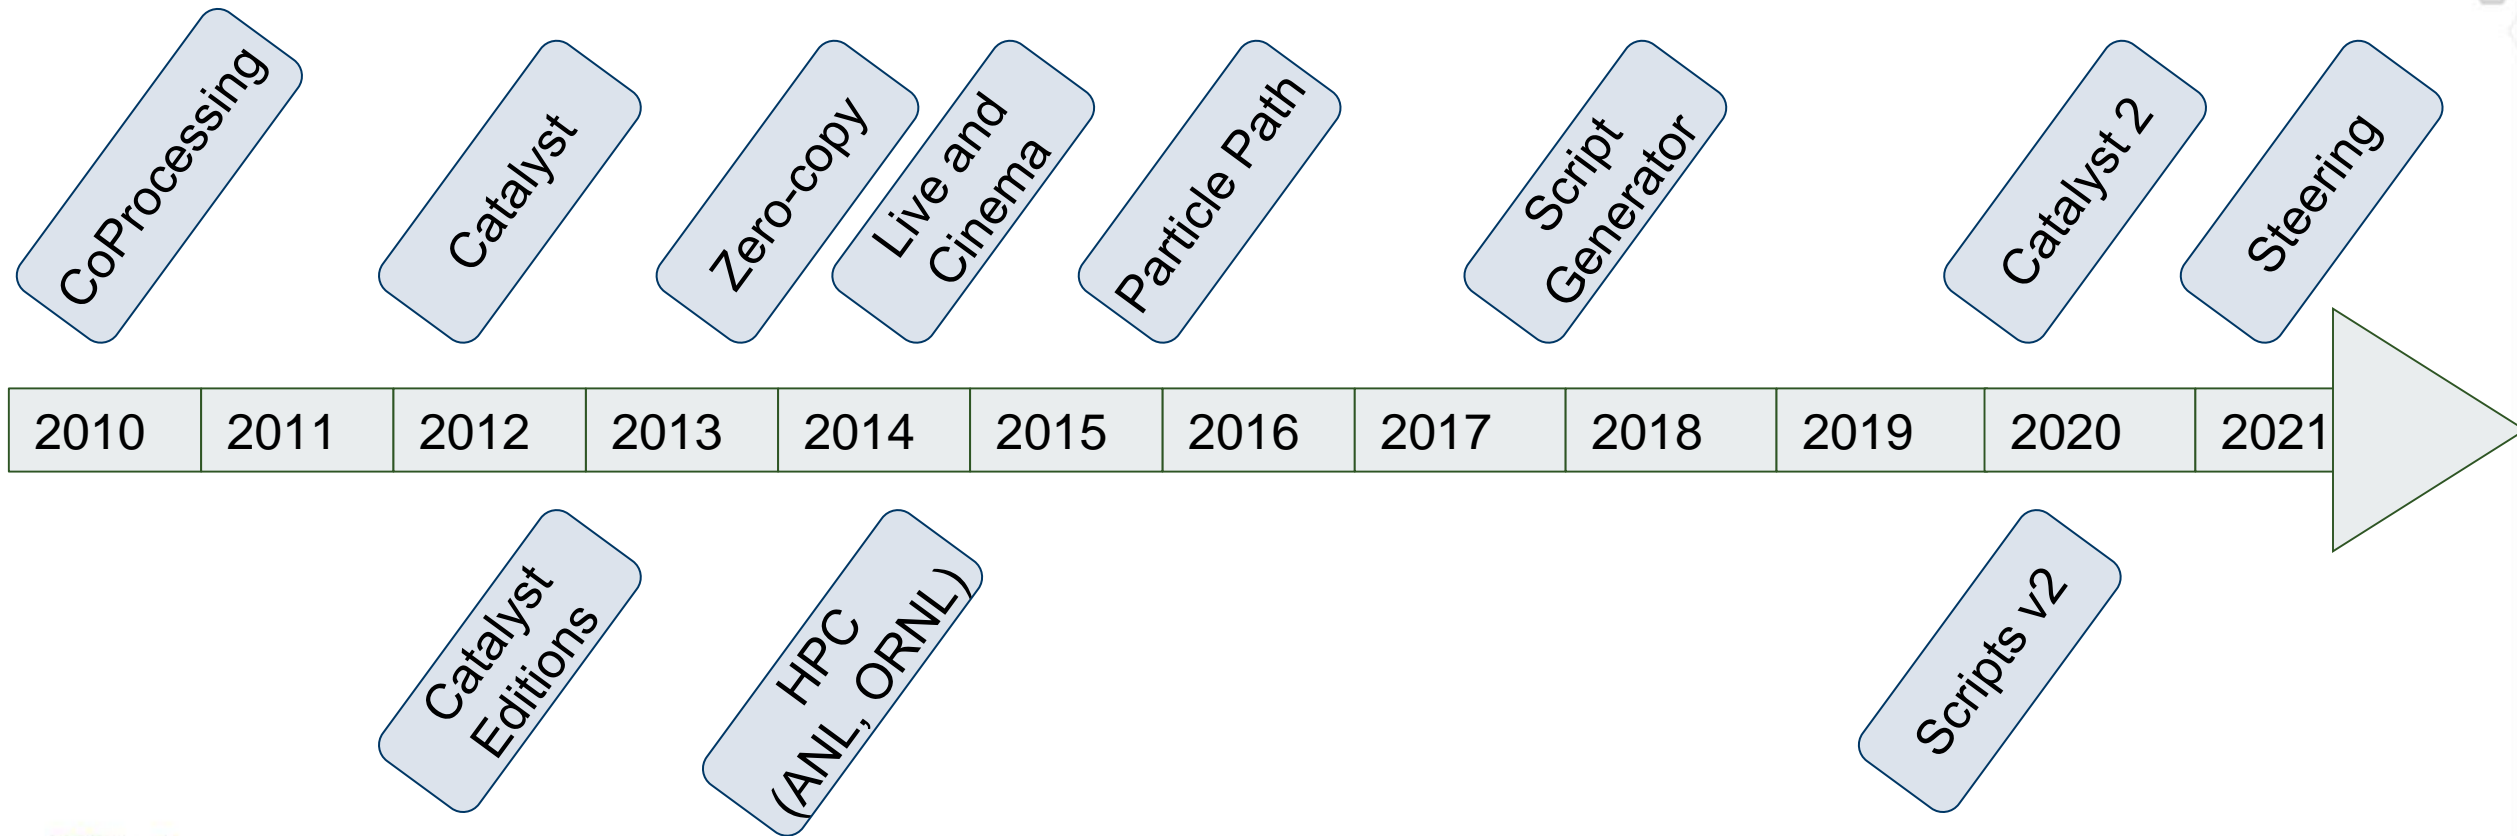 CoProcessing
Catalyst
Zero-copy
Live and
Cinema
Particle Path
Script
Generator
Catalyst 2
Steering
2010
2011
2012
2013
2014
2015
2016
2017
2018
2019
2020
2021
Catalyst
Editions
HPC
(ANL, ORNL)
Scripts v2